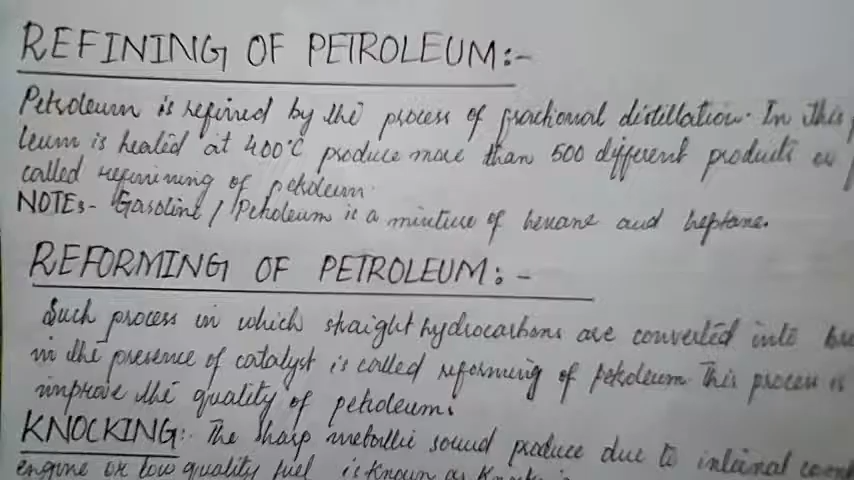 REFINING OF PETROLEUM:-
Petroleum is refined by the process of fractional distillation. In this
leum is heated at 400°C produce more than 500 different products
called refinining of petroleum.
NOTE:- Gasoline / Petroleum is a mixture of hexane and heptane.
REFORMING OF PETROLEUM:-
Such process in which straight hydrocarbons are converted into
in the presence of catalyst is called reforming of petroleum. This process is
improve the quality of petroleum.
KNOCKING:- The sharp metallic sound produce due to internal
engine or low quality fuel is known as